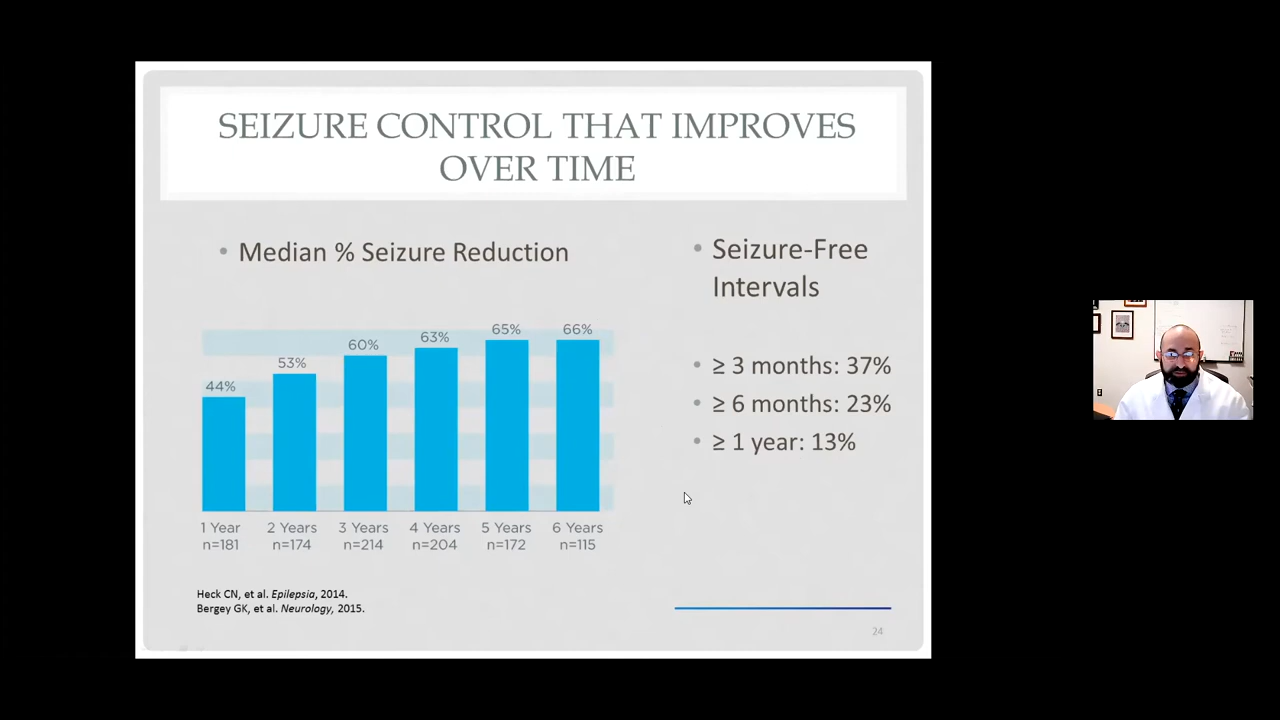 SEIZURE CONTROL THAT IMPROVES
OVER TIME
• Median % Seizure Reduction
44%
53%
60%
63%
65%
66%
1 Year
n=181
2 Years
n=174
3 Years
n=214
4 Years
n=204
5 Years
n=172
6 Years
n=115
• Seizure-Free
Intervals
• ≥ 3 months: 37%
• ≥ 6 months: 23%
• ≥ 1 year: 13%
Heck CN, et al. Epilepsia, 2014.
Bergey GK, et al. Neurology, 2015.
24